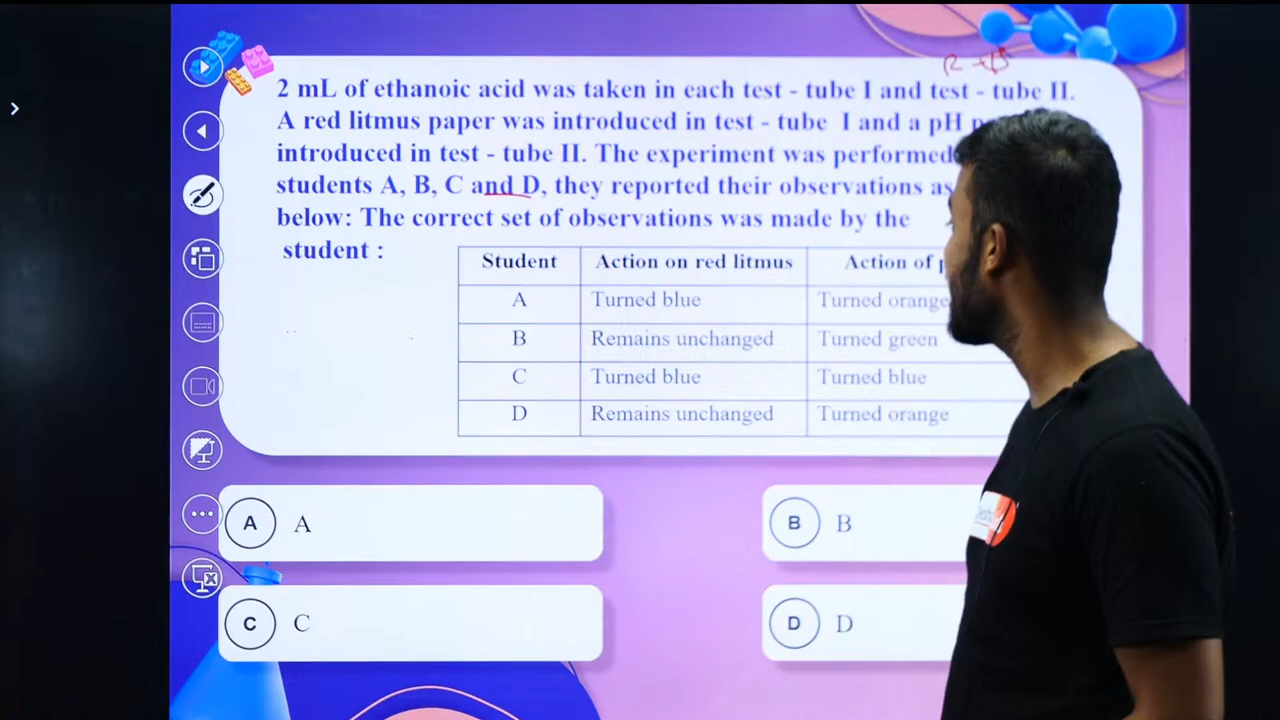 2 mL of ethanoic acid was taken in each test - tube I and test - tube II.
A red litmus paper was introduced in test - tube I and a pH
introduced in test - tube II. The experiment was performed
students A, B, C and D, they reported their observations as
below: The correct set of observations was made by the
student :
Student Action on red litmus Action of
A Turned blue Turned orange
B Remains unchanged Turned green
C Turned blue Turned blue
D Remains unchanged Turned orange
A A
B B
C C
D D